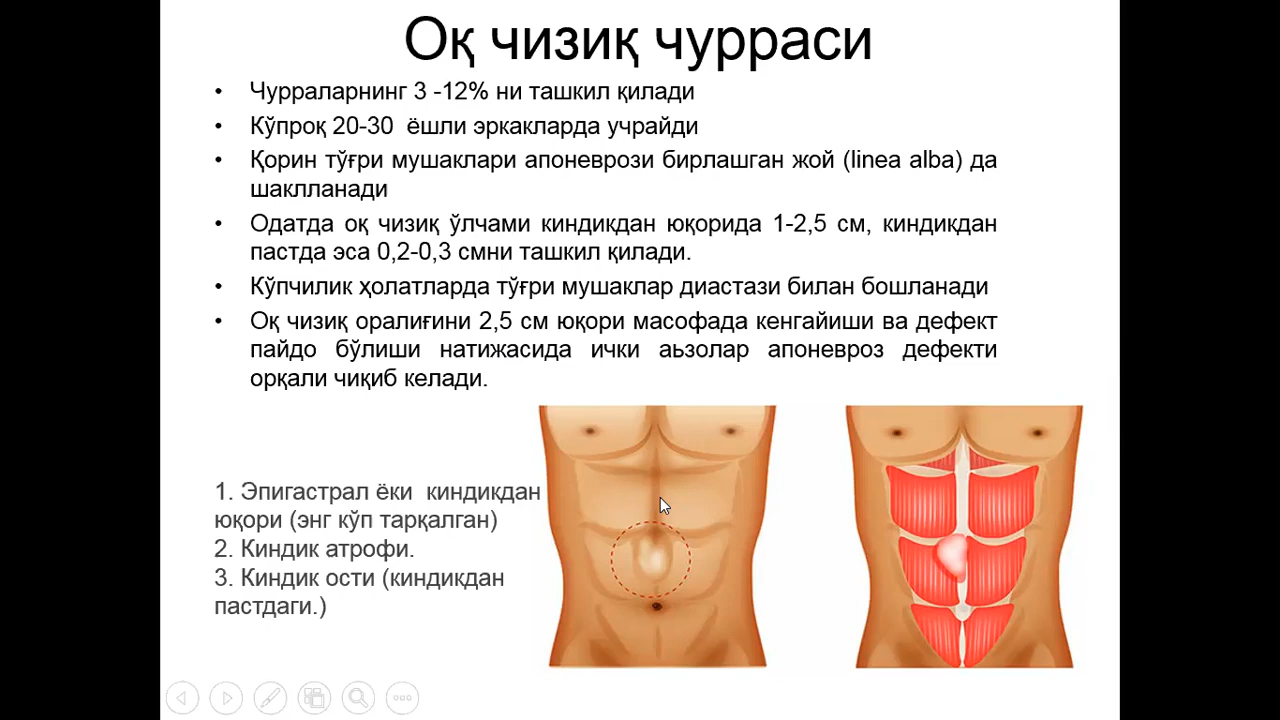 Оқ чизиқ чурраси
• Чурраларнинг 3 -12% ни ташкил қилади
• Кўпроқ 20-30 ёшли эркакларда учрайди
• Қорин тўғри мушаклари апоневрози бирлашган жой (linea alba) да
шаклланади
• Одатда оқ чизиқ ўлчами киндикдан юқорида 1-2,5 см, киндикдан
пастда эса 0,2-0,3 смни ташкил қилади.
• Кўпчилик ҳолатларда тўғри мушаклар диастази билан бошланади
• Оқ чизиқ оралиғини 2,5 см юқори масофада кенгайиши ва дефект
пайдо бўлиши натижасида ички аьзолар апоневроз дефекти
орқали чиқиб келади.
1. Эпигастрал ёки киндикдан
юқори (энг кўп тарқалган)
2. Киндик атрофи.
3. Киндик ости (киндикдан
пастдаги.)